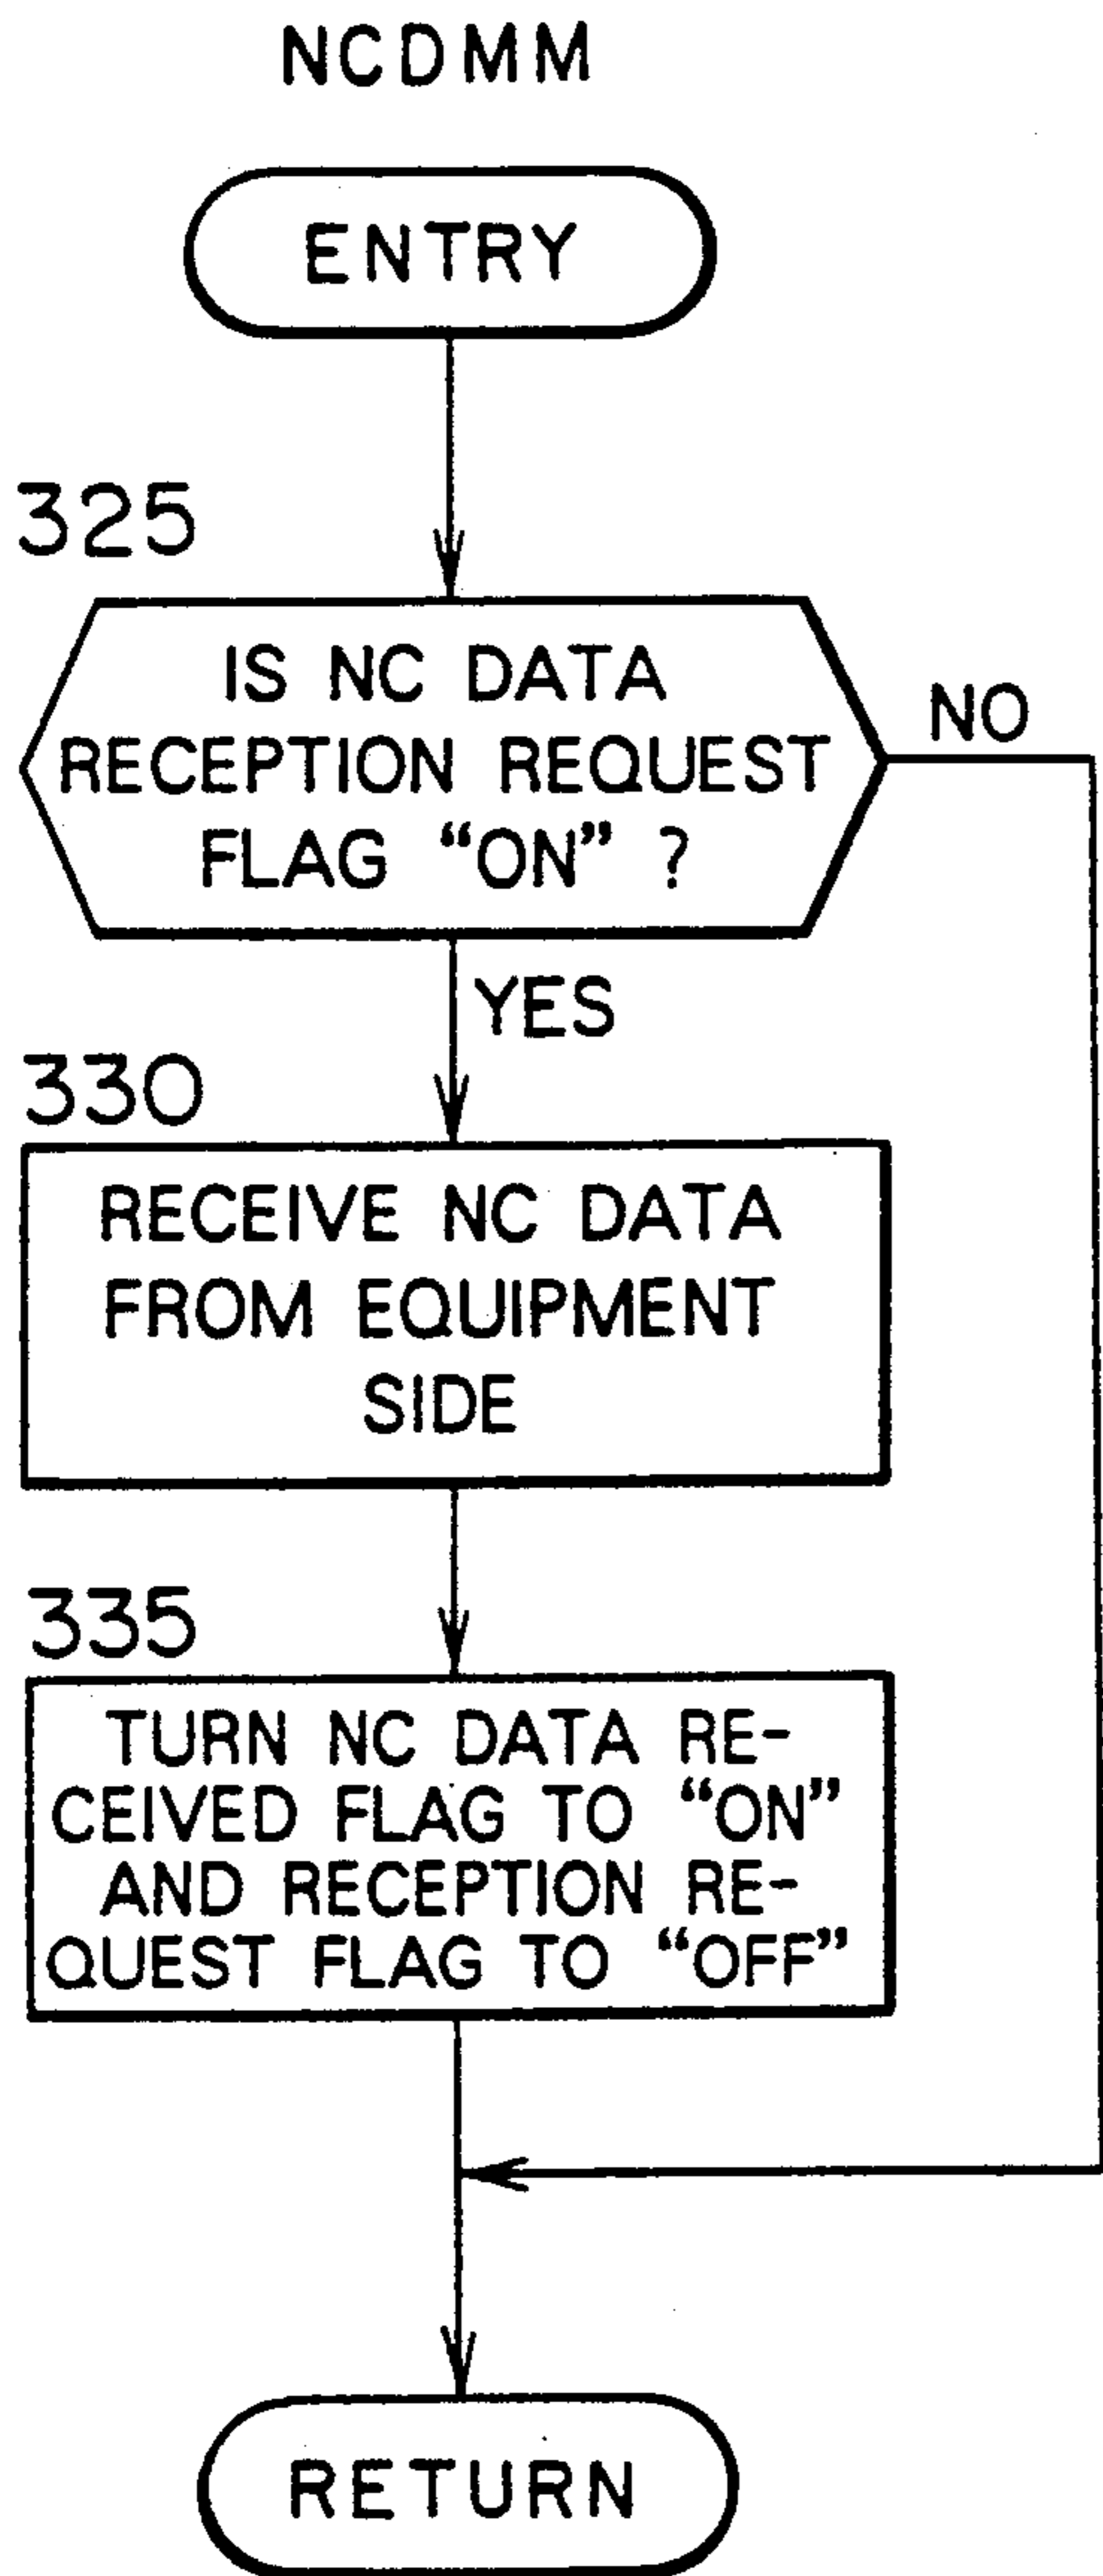 NCDMM
ENTRY
325
IS NC DATA
RECEPTION REQUEST
FLAG “ON” ?
NO
YES
330
RECEIVE NC DATA
FROM EQUIPMENT
SIDE
335
TURN NC DATA RE-
CEIVED FLAG TO “ON”
AND RECEPTION RE-
QUEST FLAG TO “OFF”
RETURN